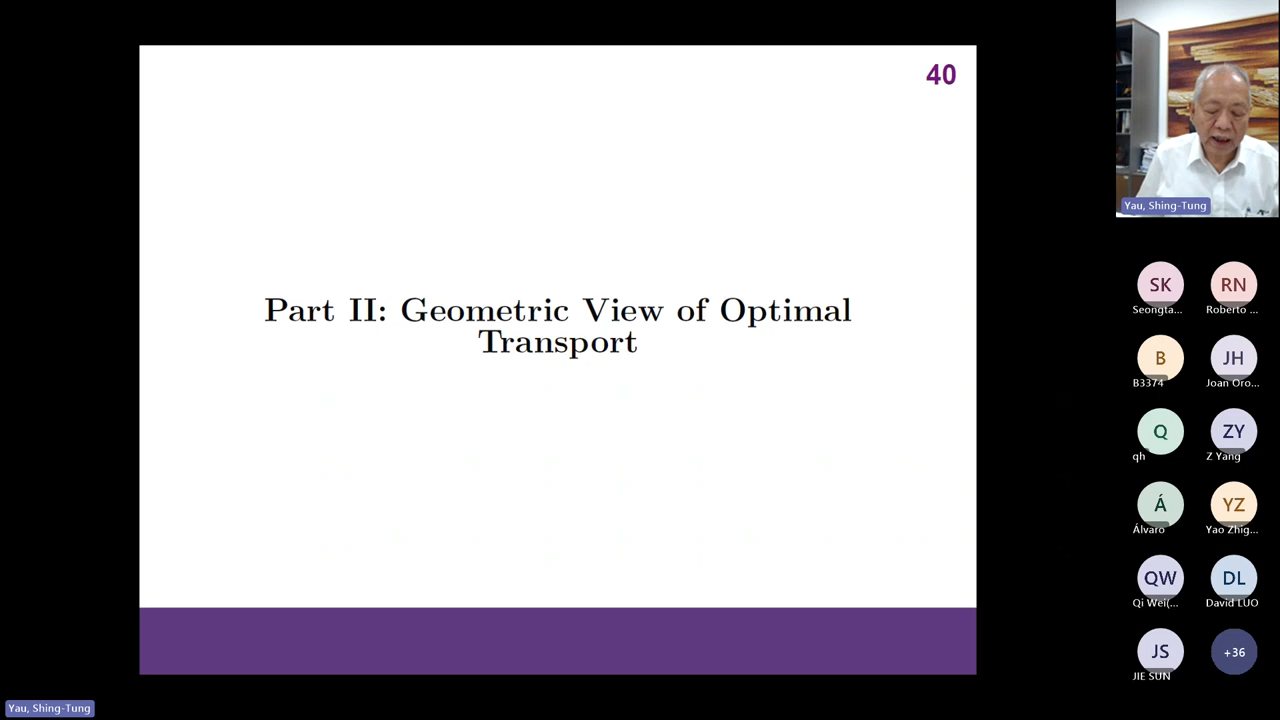 40
Part II: Geometric View of Optimal
Transport
Yau, Shing-Tung
SK
Seongta...
RN
Roberto ...
B
B3374
JH
Joan Oro...
Q
qh
ZY
Z Yang
Á
Álvaro
YZ
Yao Zhig...
QW
Qi Wei(...
DL
David LUO
JS
JIE SUN
+36
Yau, Shing-Tung